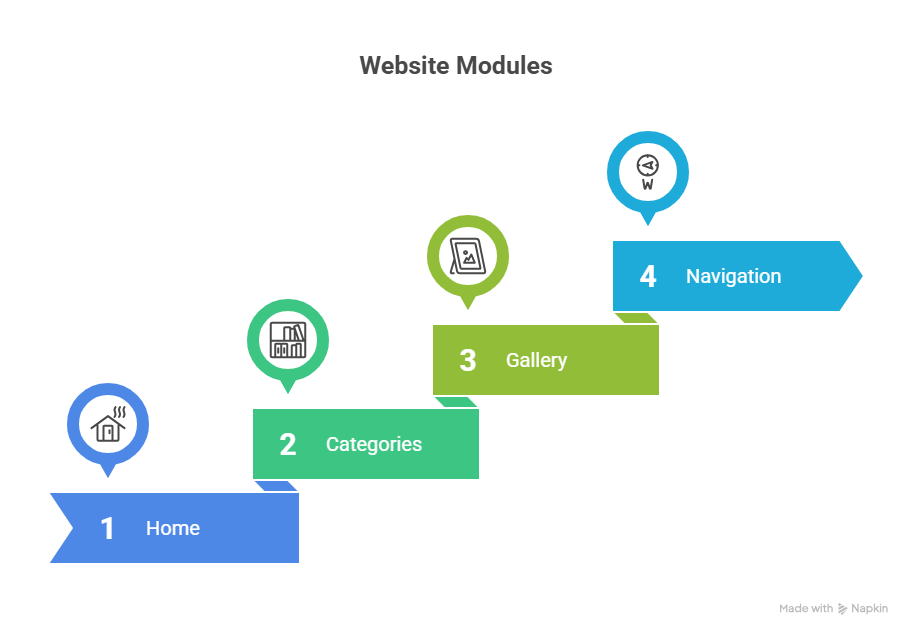 Website Modules
W
4 Navigation
3 Gallery
2 Categories
1 Home
Made with Napkin